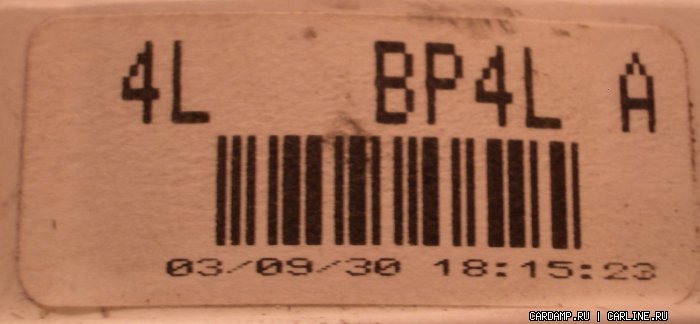 4L BP4L A
03/09/30 18:15:23
CARDAMP.RU | CARLINE.RU